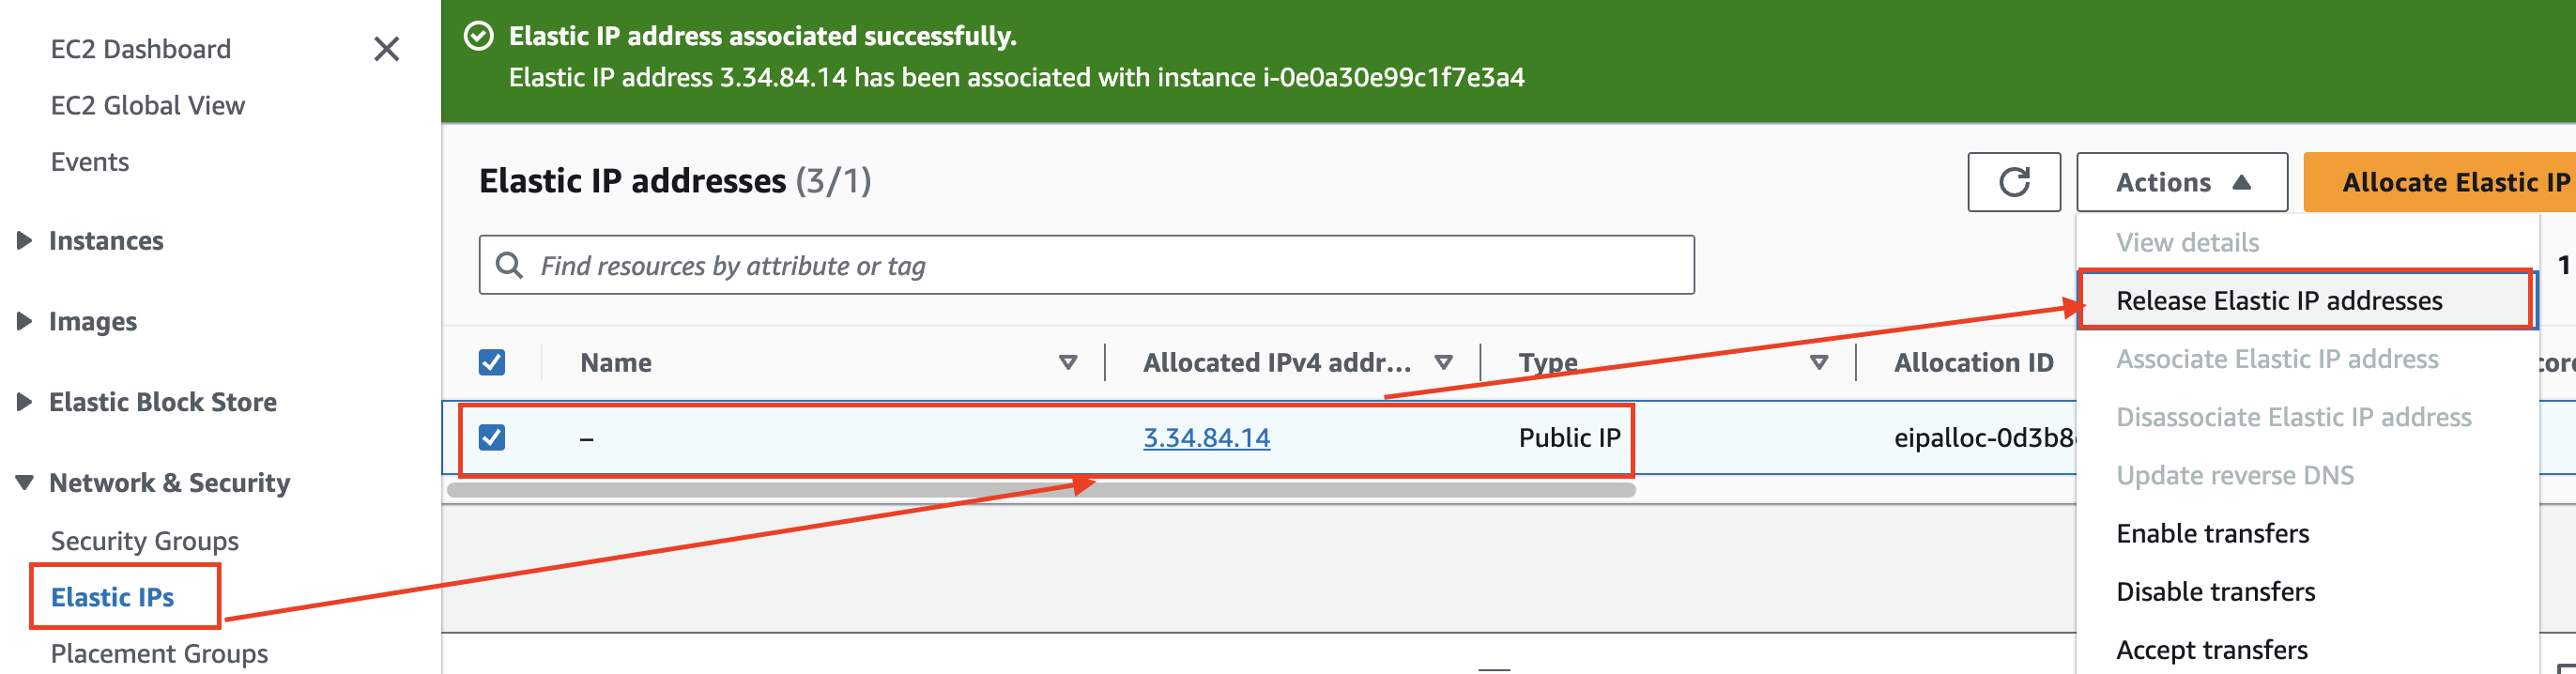 EC2 Dashboard
EC2 Global View
Events
Instances
Images
Elastic Block Store
Network & Security
Security Groups
Elastic IPs
Placement Groups
Elastic IP address associated successfully.
Elastic IP address 3.34.84.14 has been associated with instance i-0e0a30e99c1f7e3a4
Elastic IP addresses (3/1)
Actions
Allocate Elastic IP
Find resources by attribute or tag
1
Name
Allocated IPv4 addr...
Type
Allocation ID
–
3.34.84.14
Public IP
eipalloc-0d3b8
View details
Release Elastic IP addresses
Associate Elastic IP address
Disassociate Elastic IP address
Update reverse DNS
Enable transfers
Disable transfers
Accept transfers